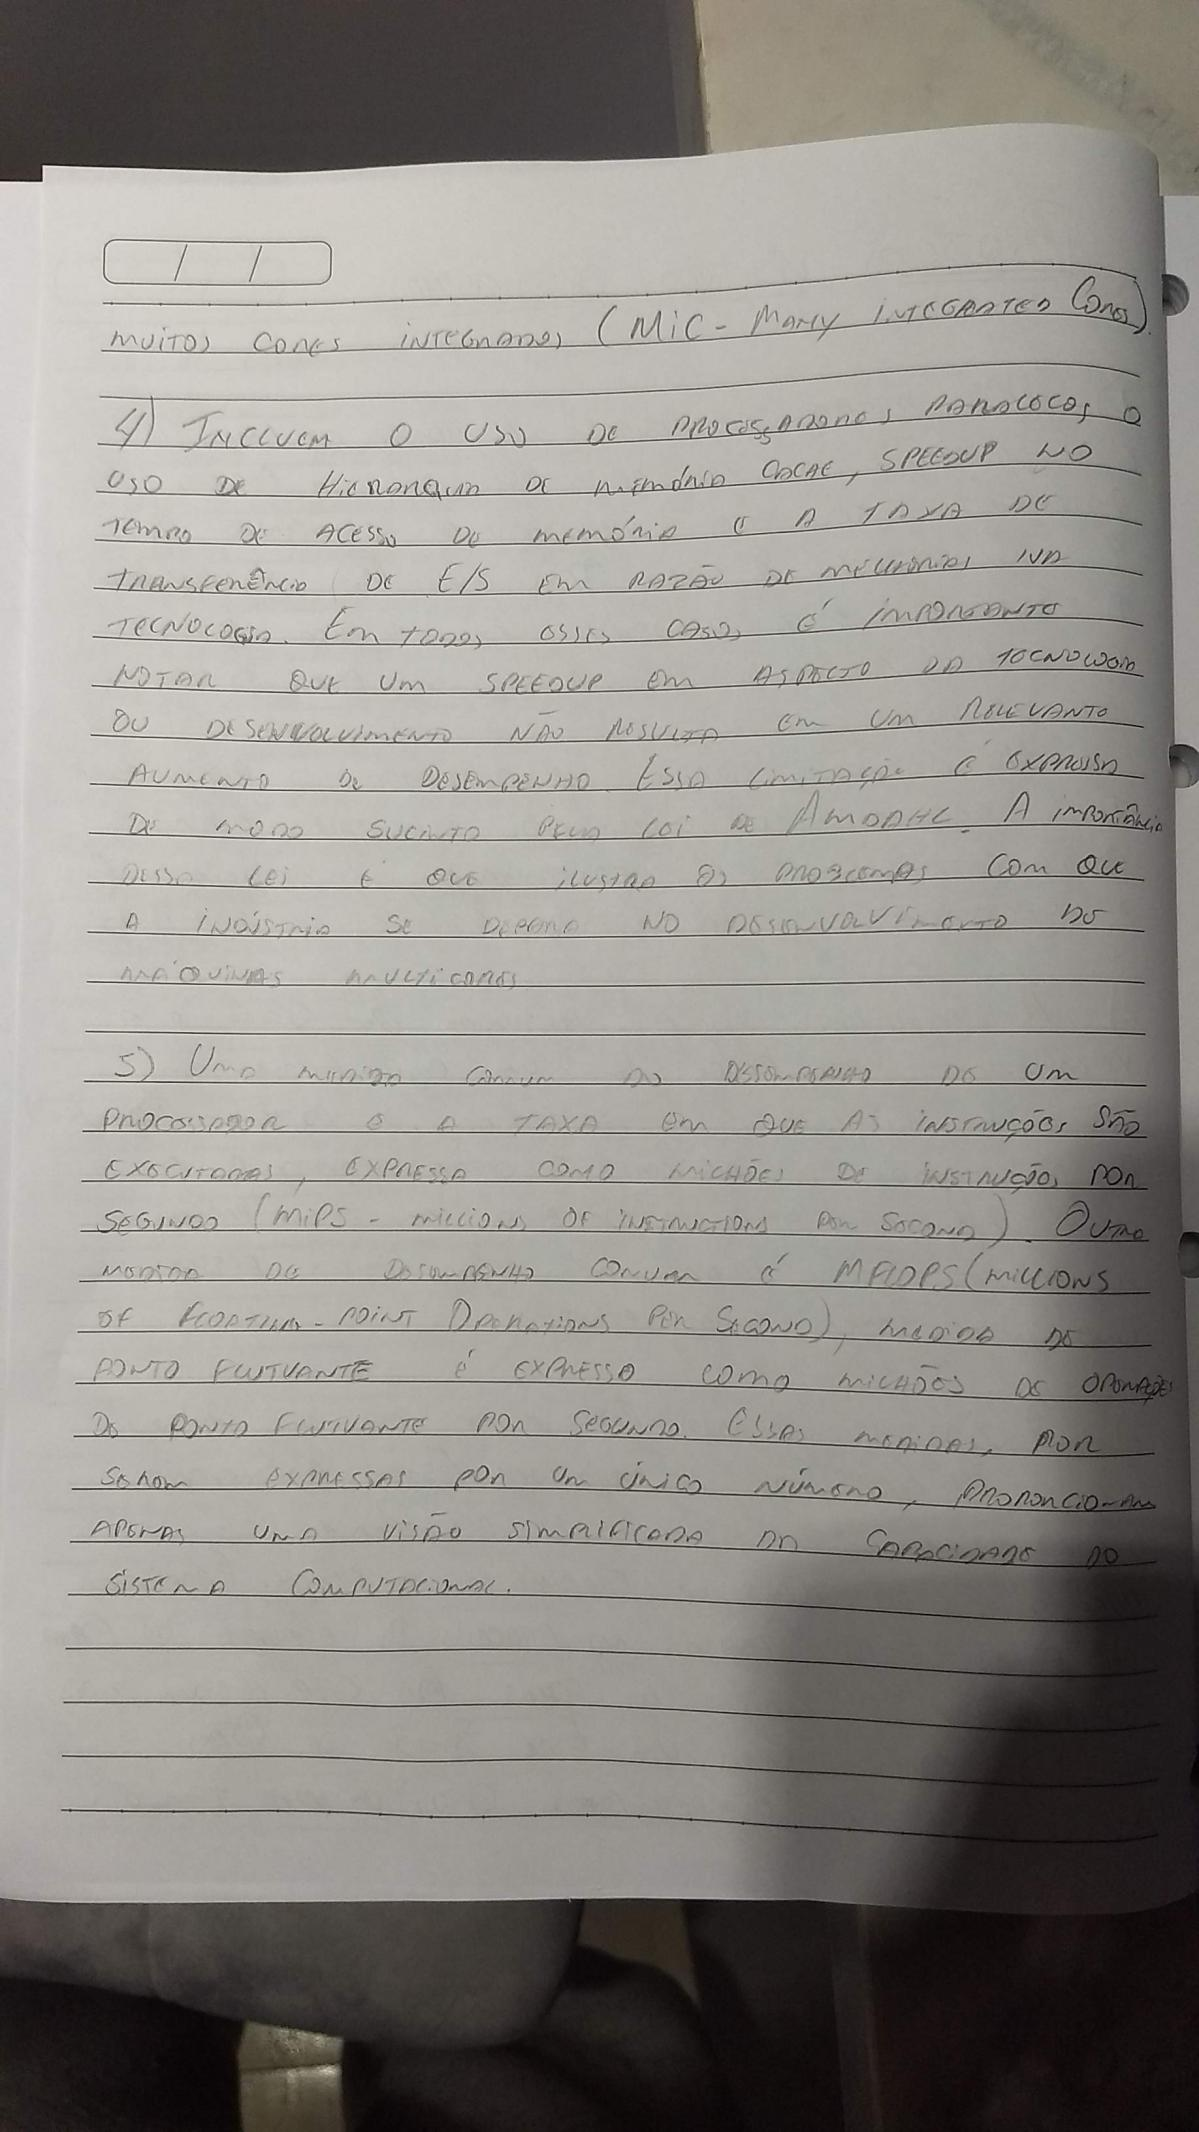 MUITOS CORES INTEGRADOS (MIC - MANY INTEGRATED CORES).
4) INCLUEM O USO DE PROCESSADORES PARALELOS, O
USO DE HIERARQUIA DE MEMÓRIA CACAE, SPEEDUP NO
TEMPO DE ACESSO DE MEMÓRIA E A TAXA DE
TRANSFERÊNCIA DE E/S EM RAZÃO DE MELHORIAS NA
TECNOLOGIA. EM TODOS ESSES CASOS É IMPORTANTE
NOTAR QUE UM SPEEDUP EM ASPECTO DA TECNOLOGIA
OU DESENVOLVIMENTO NÃO RESULTA EM UM RELEVANTE
AUMENTO DE DESEMPENHO. ESSA LIMITAÇÃO É EXPRESSA
DE MODO SUCINTO PELA LEI DE AMDAHL. A IMPORTÂNCIA
DESSA LEI E QUE ILUSTRA OS PROBLEMAS COM QUE
A INDÚSTRIA SE DEPARA NO DESENVOLVIMENTO DE
MÁQUINAS MULTICORES
5) UMA MEDIDA COMUM DO DESEMPENHO DE UM
PROCESSADOR E A TAXA EM QUE AS INSTRUÇÕES SÃO
EXECUTADAS, EXPRESSA COMO MILHÕES DE INSTRUÇÕES POR
SEGUNDO (MIPS - MILLIONS OF INSTRUCTIONS PER SECOND). OUTRA
MEDIDA DE DESEMPENHO COMUM É MFLOPS (MILLIONS
OF FLOATING-POINT OPERATIONS PER SECOND), MEDIDA DE
PONTO FLUTUANTE É EXPRESSO COMO MILHÕES DE OPERAÇÕES
DE PONTO FLUTUANTE POR SEGUNDO. ESSAS MEDIDAS, POR
SEREM EXPRESSAS POR UM ÚNICO NÚMERO, PROPORCIONAM
APENAS UMA VISÃO SIMPLIFICADA DA CAPACIDADE DO
SISTEMA COMPUTACIONAL.